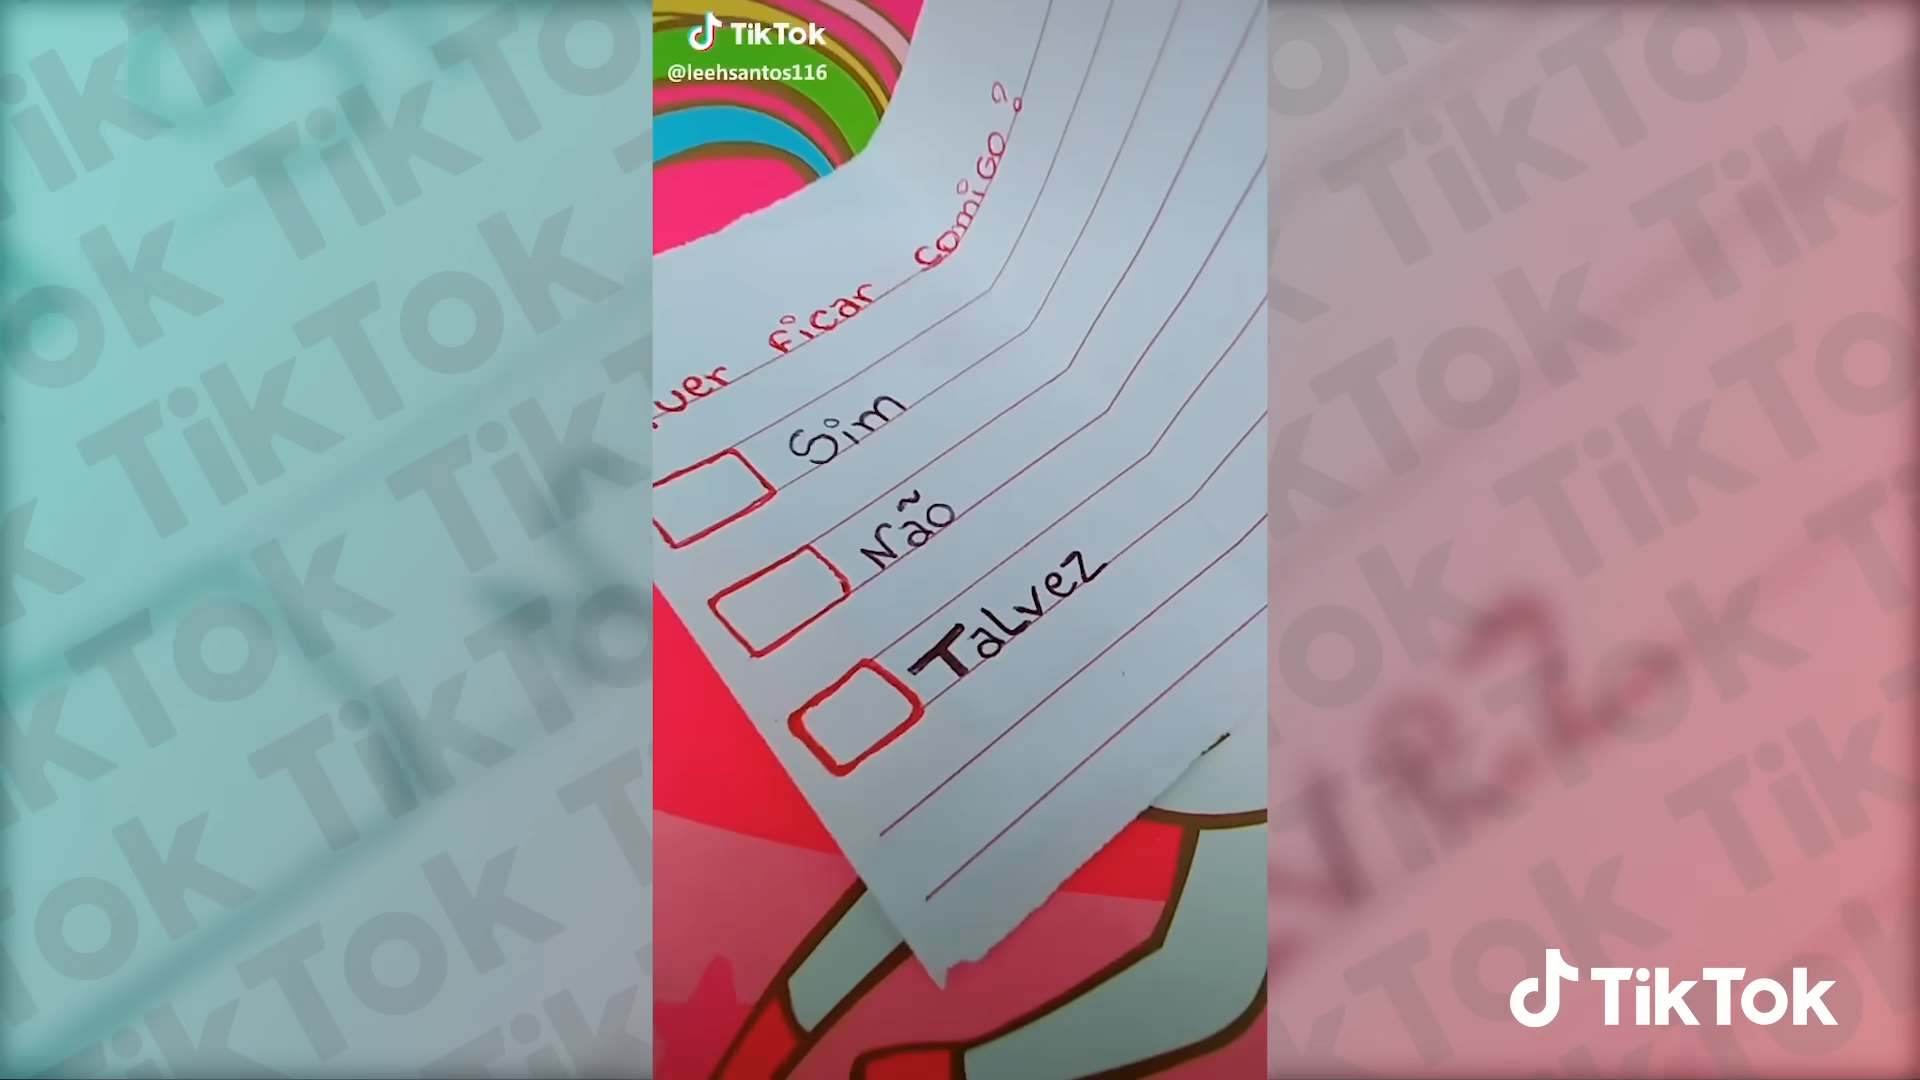 TikTok
@leehsantos116
uer ficar comigo?
Sim
Não
Talvez
TikTok